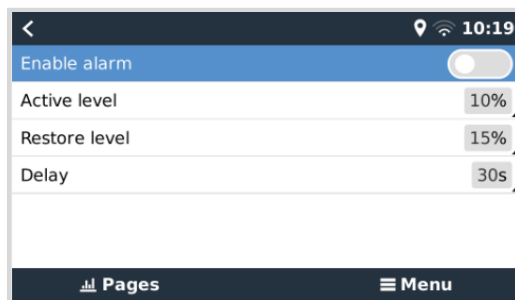 10:19
Enable alarm
Active level 10%
Restore level 15%
Delay 30s
Pages Menu